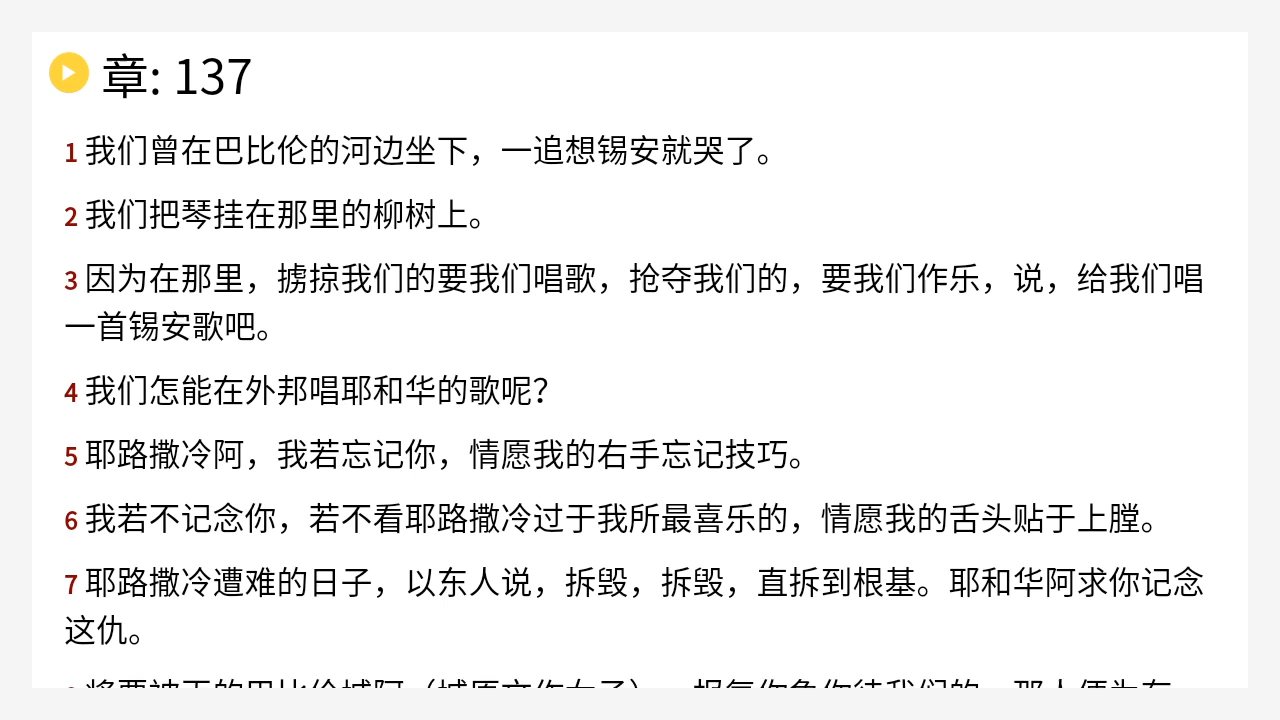 章: 137
1 我们曾在巴比伦的河边坐下，一追想锡安就哭了。
2 我们把琴挂在那里的柳树上。
3 因为在那里，掳掠我们的要我们唱歌，抢夺我们的，要我们作乐，说，给我们唱
一首锡安歌吧。
4 我们怎能在外邦唱耶和华的歌呢？
5 耶路撒冷阿，我若忘记你，情愿我的右手忘记技巧。
6 我若不记念你，若不看耶路撒冷过于我所最喜乐的，情愿我的舌头贴于上膛。
7 耶路撒冷遭难的日子，以东人说，拆毁，拆毁，直拆到根基。耶和华阿求你记念
这仇。